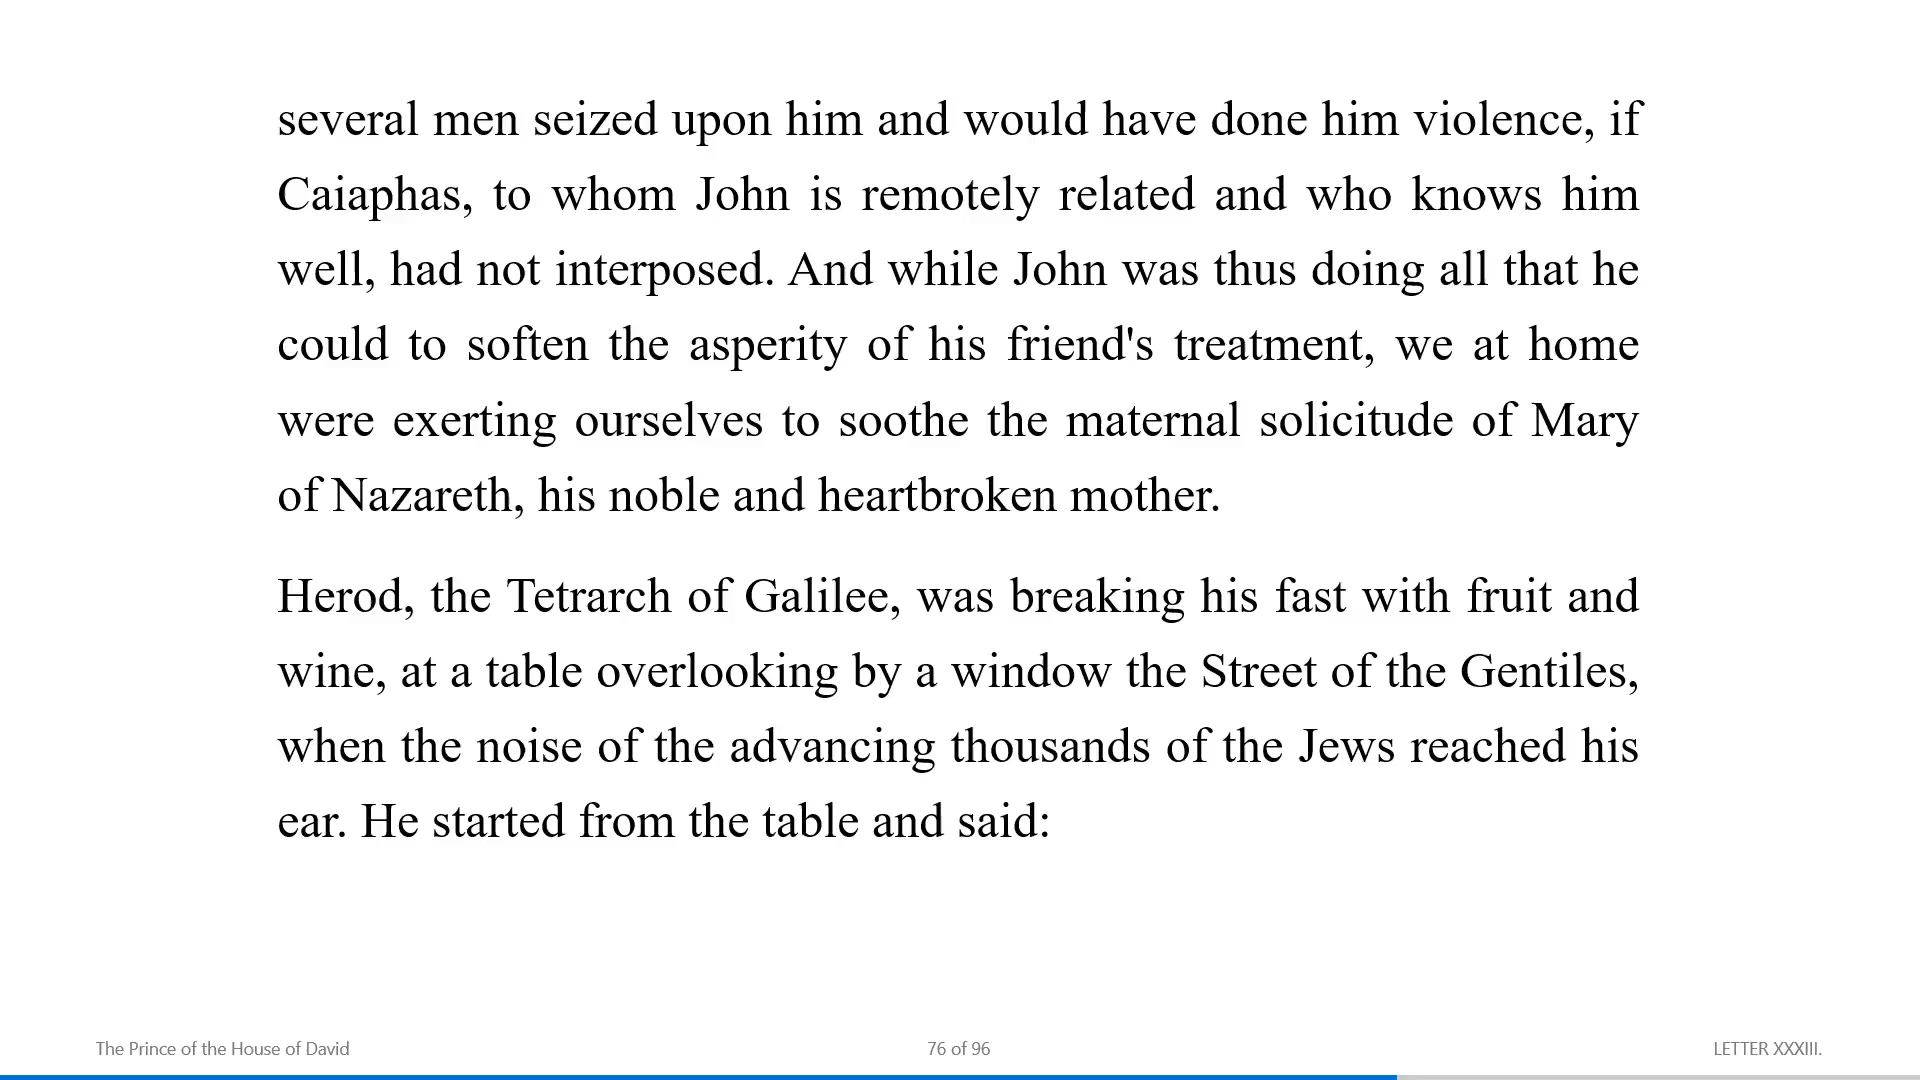 several men seized upon him and would have done him violence, if
Caiaphas, to whom John is remotely related and who knows him
well, had not interposed. And while John was thus doing all that he
could to soften the asperity of his friend's treatment, we at home
were exerting ourselves to soothe the maternal solicitude of Mary
of Nazareth, his noble and heartbroken mother.
Herod, the Tetrarch of Galilee, was breaking his fast with fruit and
wine, at a table overlooking by a window the Street of the Gentiles,
when the noise of the advancing thousands of the Jews reached his
ear. He started from the table and said:
The Prince of the House of David
76 of 96
LETTER XXXIII.